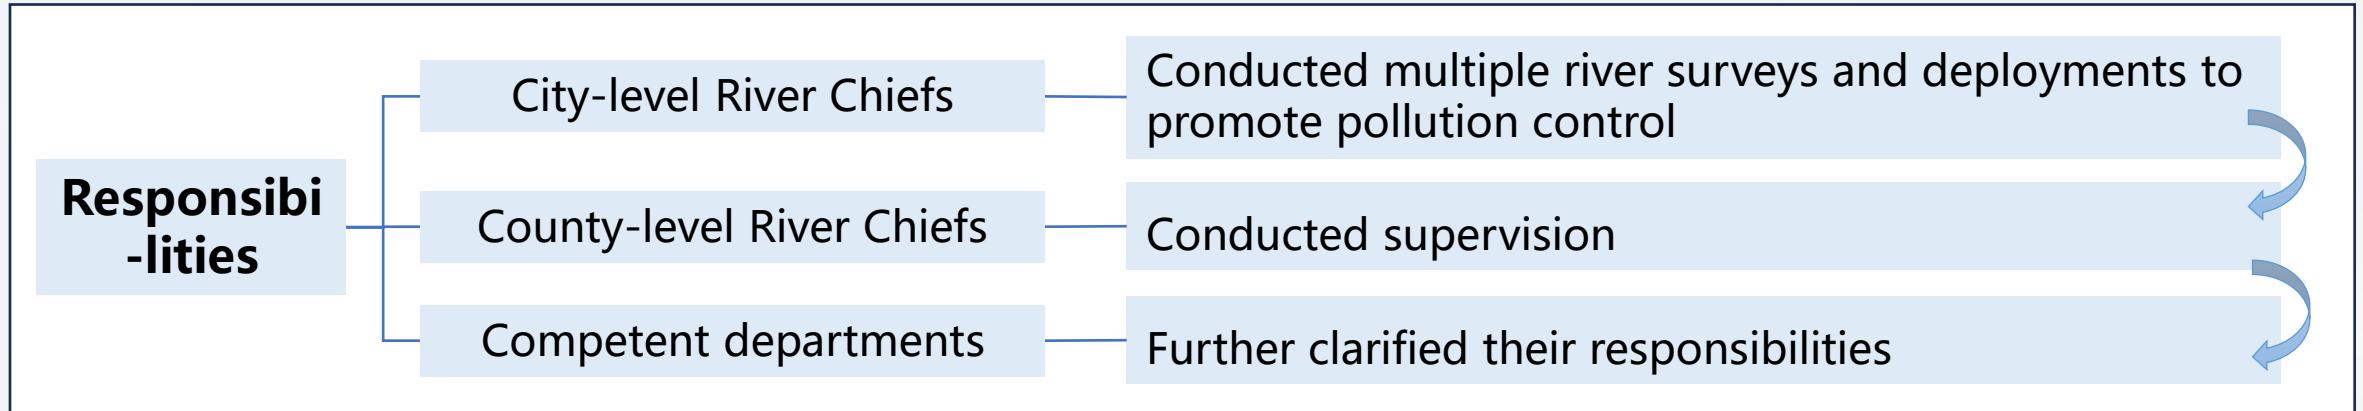 Responsibi
-lities
City-level River Chiefs
Conducted multiple river surveys and deployments to
promote pollution control
County-level River Chiefs
Conducted supervision
Competent departments
Further clarified their responsibilities